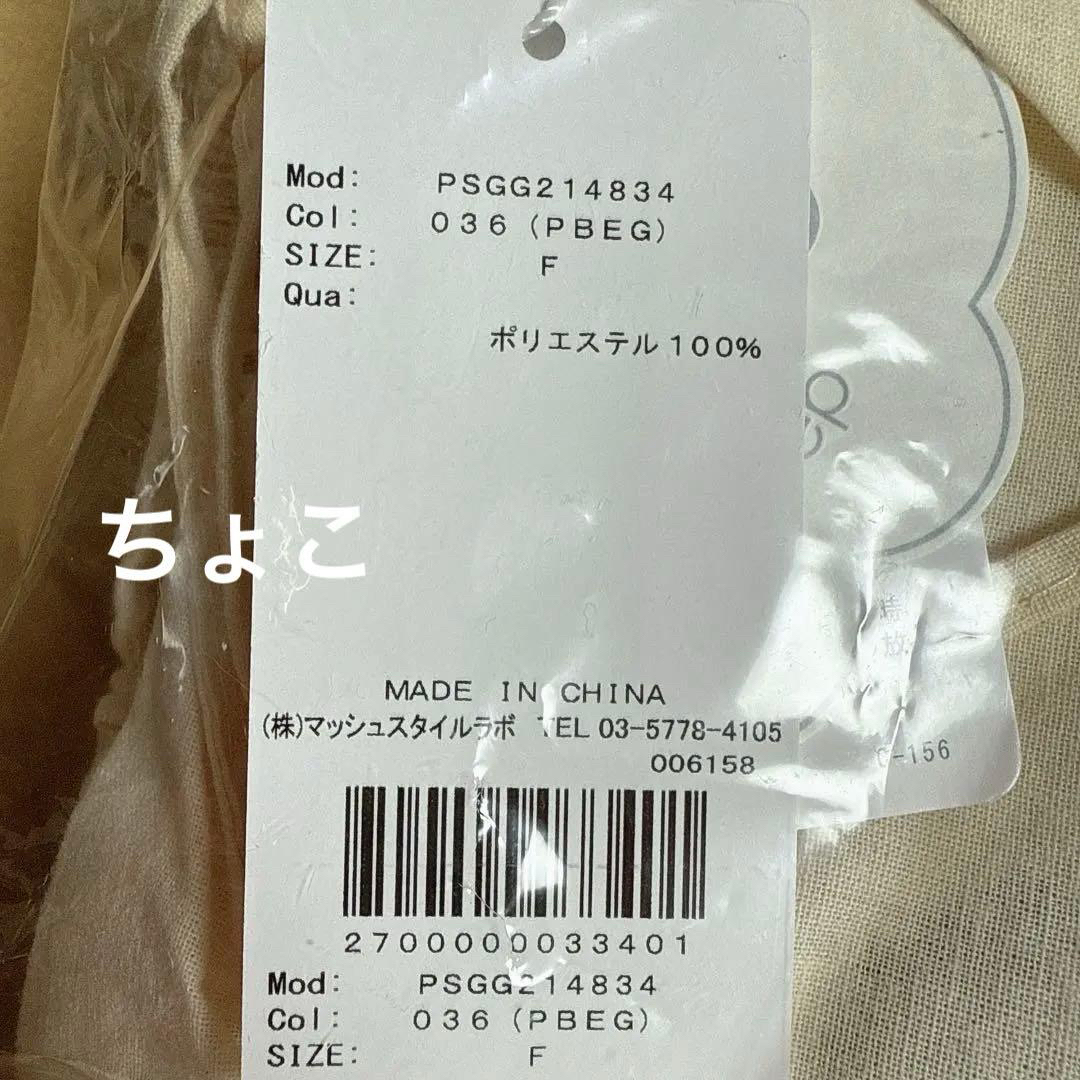 Mod: PSGG214834
Col: 036 (PBEG)
SIZE: F
Qua:
ポリエステル 100%
ちょこ
MADE IN CHINA
(株)マッシュスタイルラボ TEL 03-5778-4105
006158
-156
2700000033401
Mod: PSGG214834
Col: 036 (PBEG)
SIZE: F